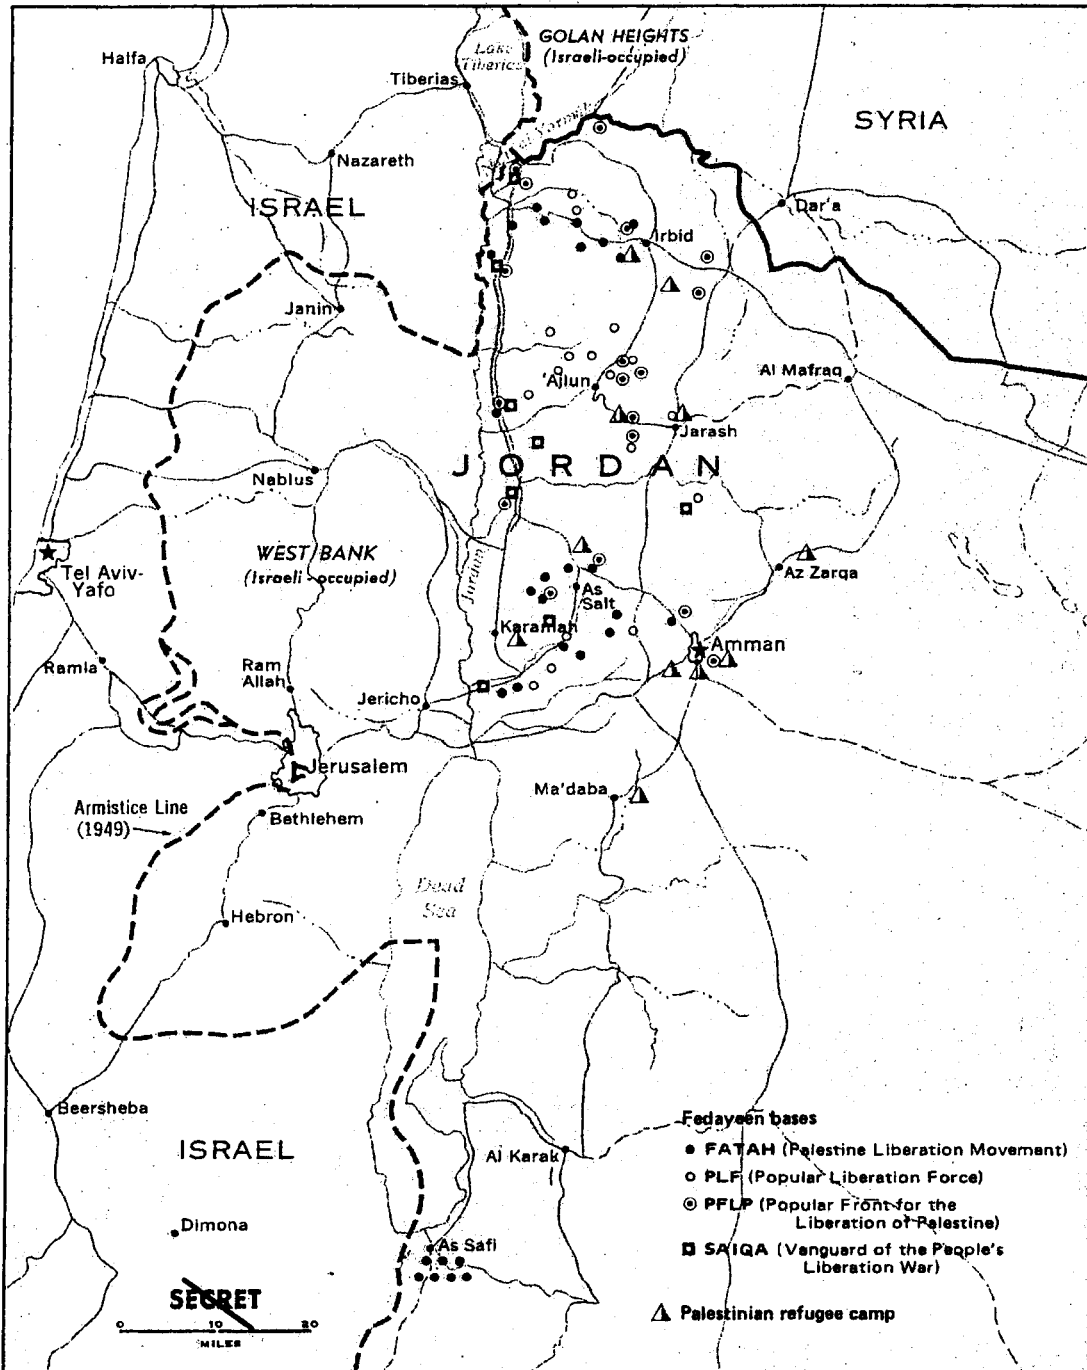 GOLAN HEIGHTS
(Israeli-occupied)
Lake
Tiberias
Haifa
Tiberias
SYRIA
Yarmuk
Nazareth
ISRAEL
Dar'a
Irbid
Janin
'Ajlun
Al Mafraq
Jarash
JORDAN
Nablus
WEST BANK
(Israeli-occupied)
Tel Aviv-
Yafo
Jordan
As
Salt
Az Zarqa
Karamah
Amman
Ramla
Ram
Allah
Jericho
Jerusalem
Ma'daba
Armistice Line
(1949)
Bethlehem
Dead
Sea
Hebron
Beersheba
ISRAEL
Al Karak
Dimona
As Safi
Fedayeen bases
FATAH (Palestine Liberation Movement)
PLF (Popular Liberation Force)
PFLP (Popular Front for the
Liberation of Palestine)
SAIQA (Vanguard of the People's
Liberation War)
Palestinian refugee camp
SECRET
0 10 20
MILES